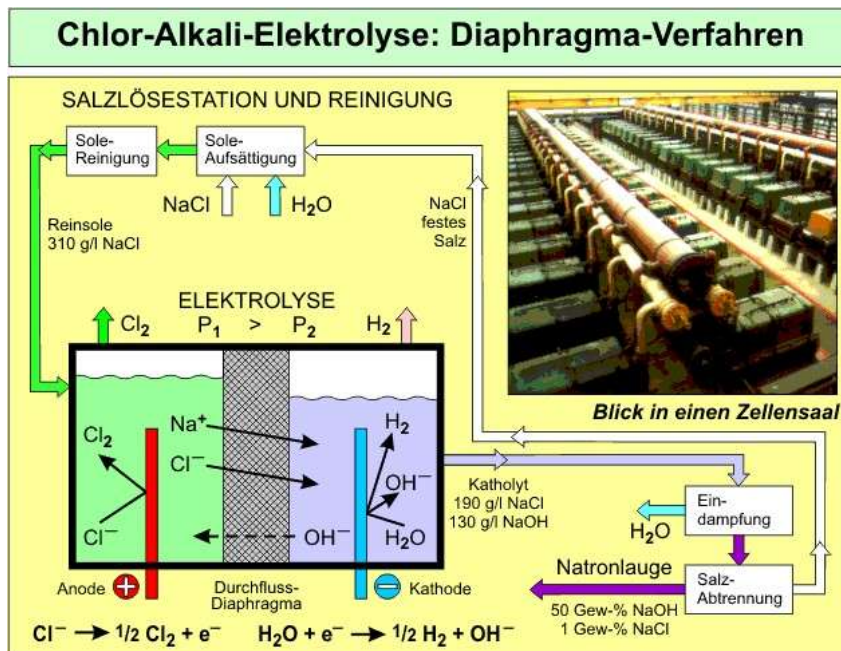 Chlor-Alkali-Elektrolyse: Diaphragma-Verfahren
SALZLÖSESTATION UND REINIGUNG
Sole-
Reinigung
Sole-
Aufsättigung
NaCl
H₂O
NaCl
festes
Salz
Reinsole
310 g/l NaCl
ELEKTROLYSE
Cl₂
P₁ > P₂
H₂
Blick in einen Zellensaal
Na⁺
Cl₂
Cl⁻
Cl⁻
H₂
OH⁻
OH⁻
H₂O
Katholyt
190 g/l NaCl
130 g/l NaOH
Ein-
dampfung
H₂O
Natronlauge
Salz-
Abtrennung
50 Gew-% NaOH
1 Gew-% NaCl
Anode +
Durchfluss-
Diaphragma
− Kathode
Cl⁻ → 1/2 Cl₂ + e⁻
H₂O + e⁻ → 1/2 H₂ + OH⁻